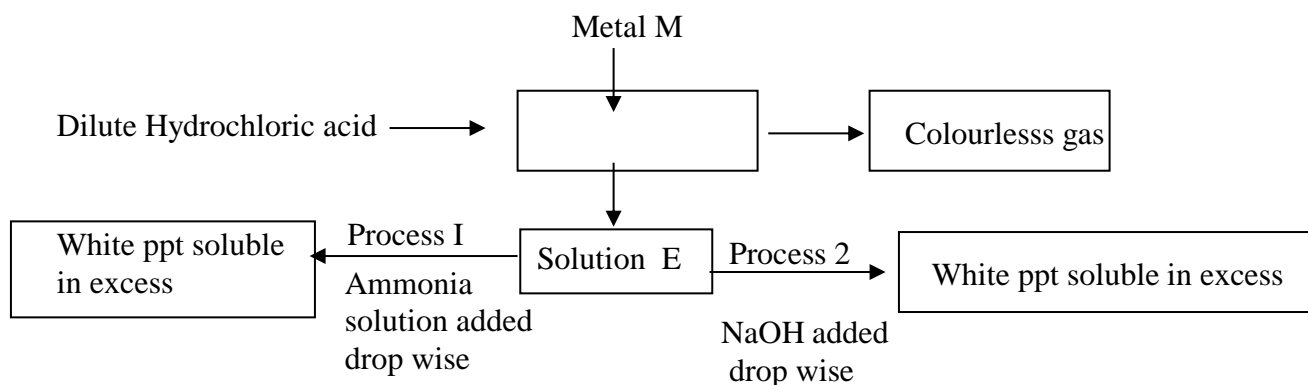 Metal M
Dilute Hydrochloric acid
Colourlesss gas
White ppt soluble
in excess
Process I
Ammonia
solution added
drop wise
Solution E
Process 2
NaOH added
drop wise
White ppt soluble in excess